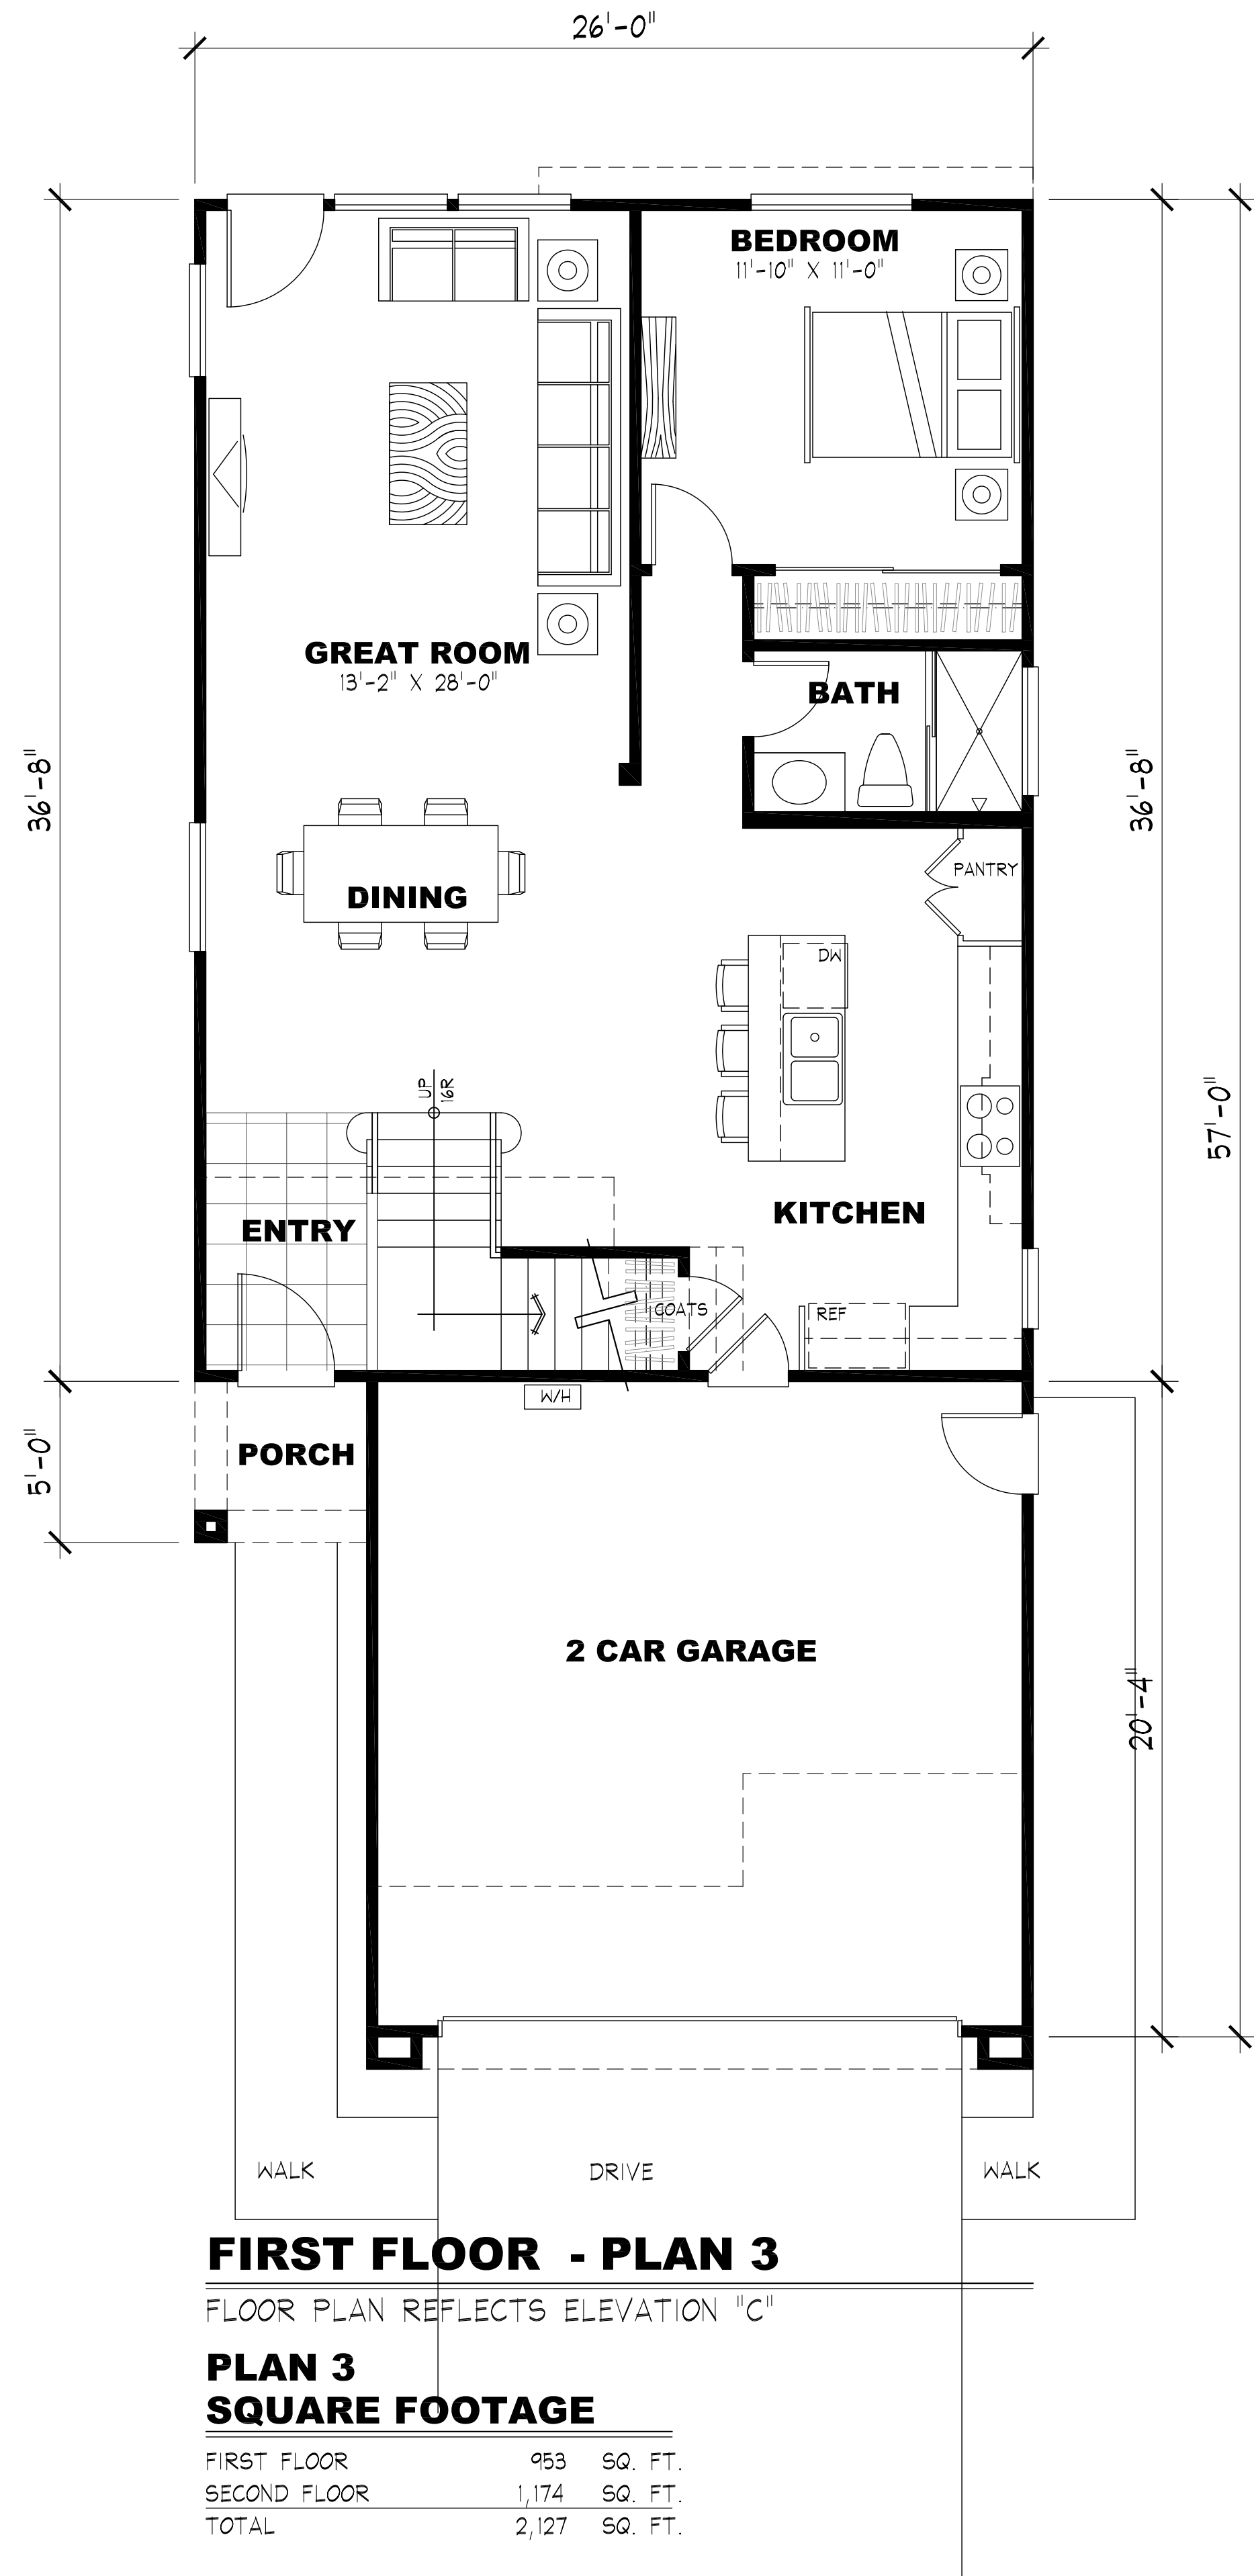 26'-0"
BEDROOM
11'-10" X 11'-0"
GREAT ROOM
13'-2" X 28'-0"
BATH
36'-8"
36'-8"
PANTRY
DINING
DW
UP
16R
57'-0"
KITCHEN
ENTRY
COATS
REF
W/H
PORCH
5'-0"
2 CAR GARAGE
20'-4"
WALK
DRIVE
WALK
FIRST FLOOR - PLAN 3
FLOOR PLAN REFLECTS ELEVATION "C"
PLAN 3
SQUARE FOOTAGE
FIRST FLOOR 953 SQ. FT.
SECOND FLOOR 1,174 SQ. FT.
TOTAL 2,127 SQ. FT.